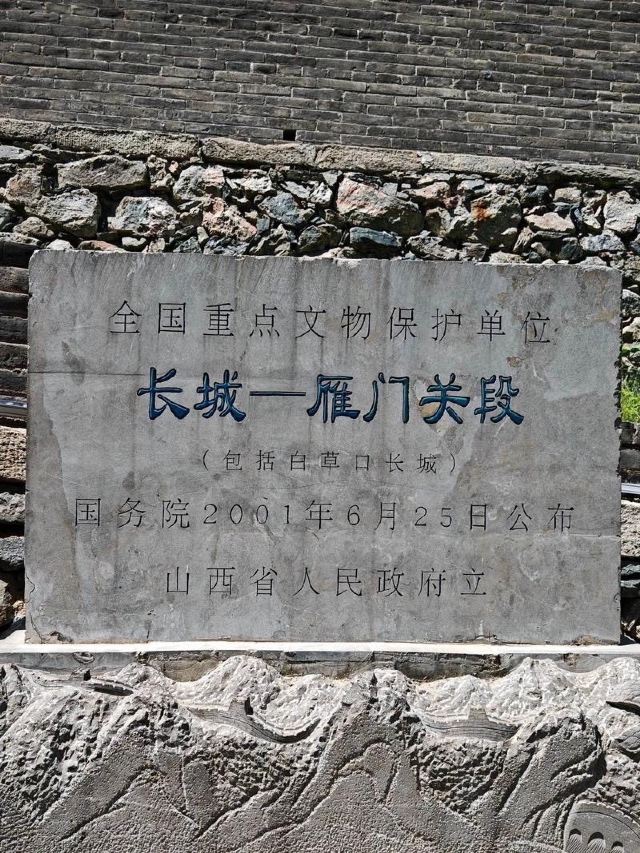 全国重点文物保护单位
长城—雁门关段
（包括白草口长城）
国务院2001年6月25日公布
山西省人民政府立